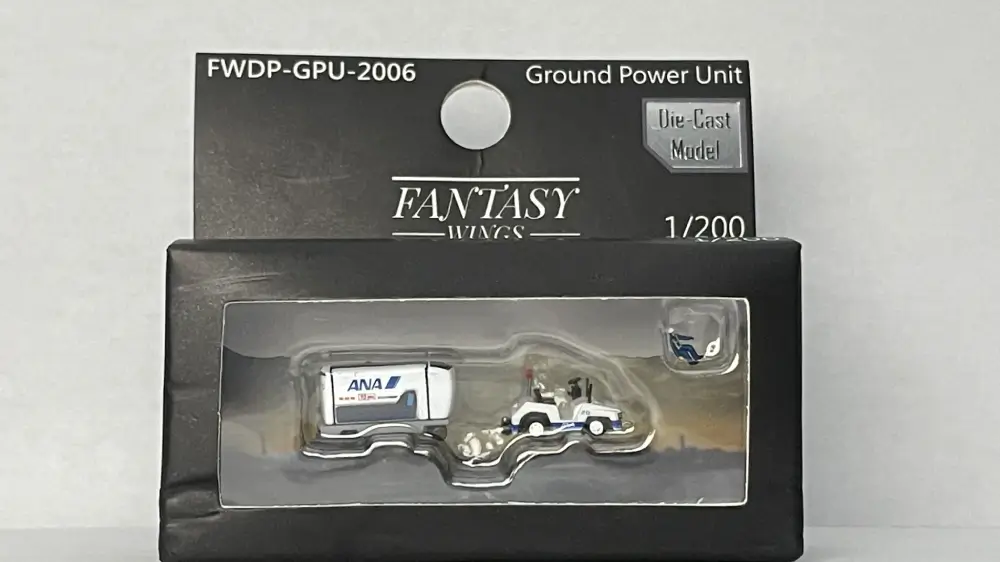 FWDP-GPU-2006
Ground Power Unit
Die-Cast
Model
FANTASY
WINGS
1/200
ANA